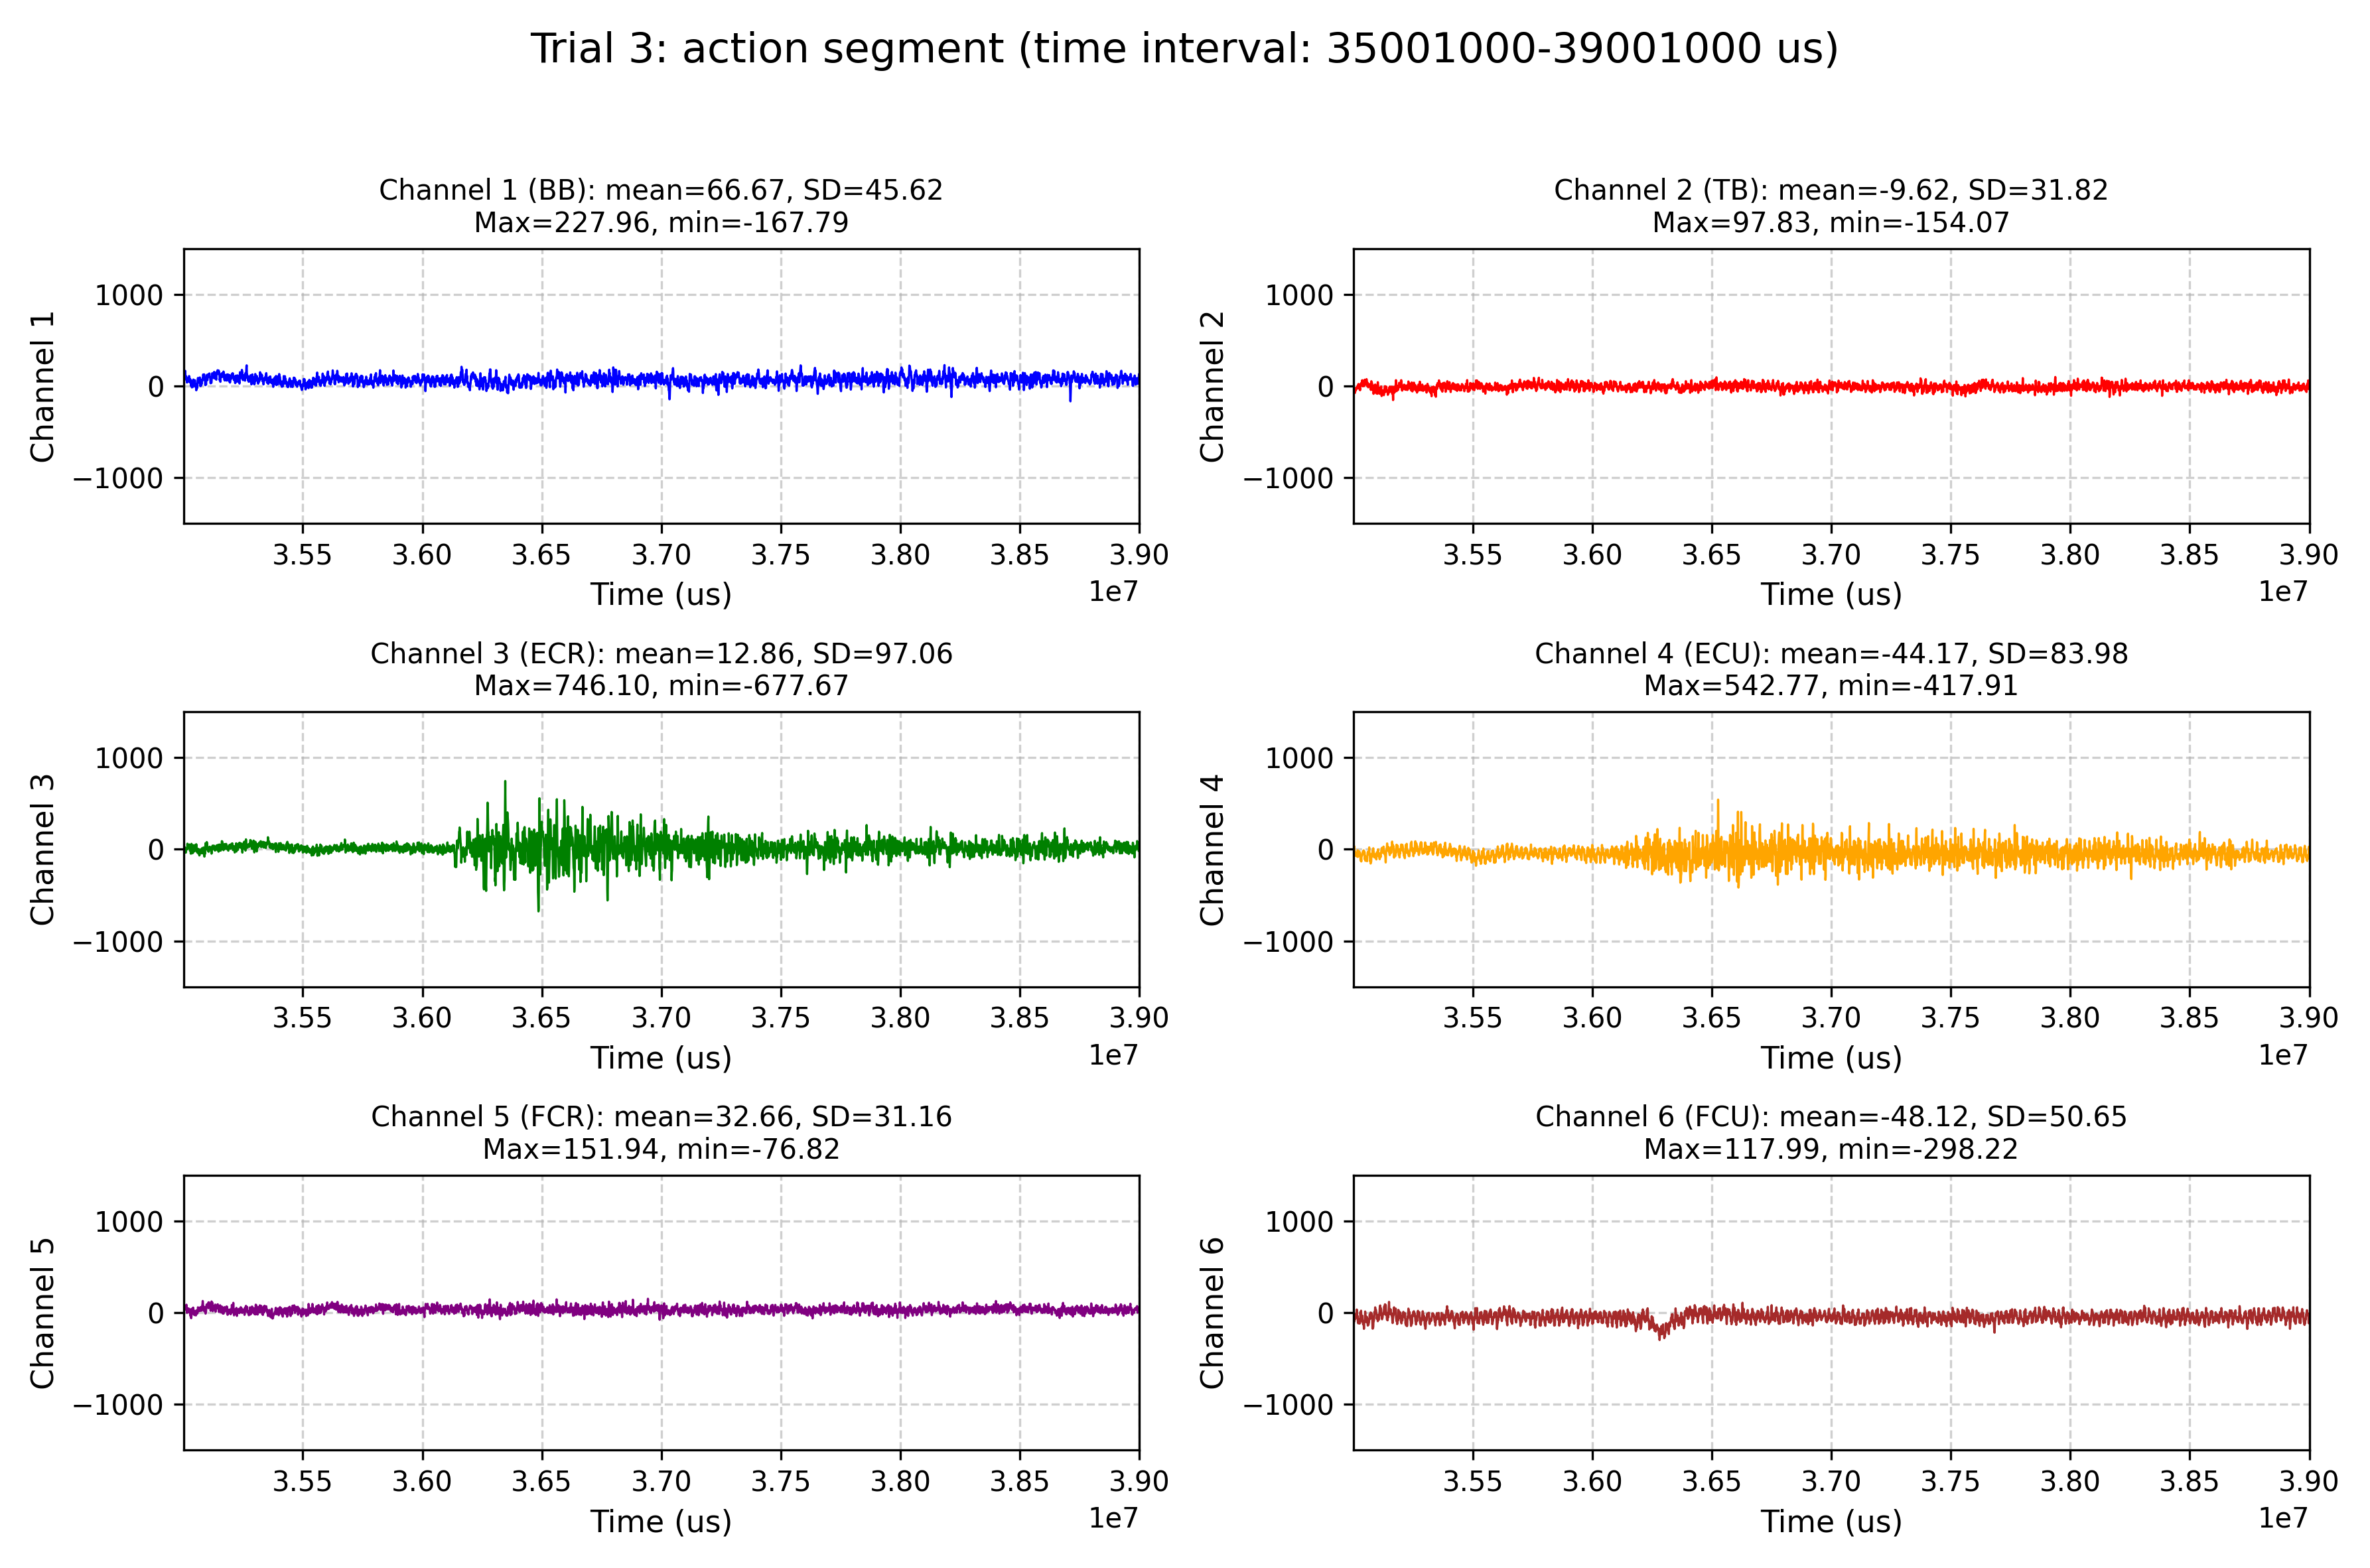 Trial 3: action segment (time interval: 35001000-39001000 us)
Channel 1 (BB): mean=66.67, SD=45.62
Max=227.96, min=-167.79
Channel 1
1000
0
−1000
3.55 3.60 3.65 3.70 3.75 3.80 3.85 3.90
1e7
Time (us)
Channel 2 (TB): mean=-9.62, SD=31.82
Max=97.83, min=-154.07
Channel 2
1000
0
−1000
3.55 3.60 3.65 3.70 3.75 3.80 3.85 3.90
1e7
Time (us)
Channel 3 (ECR): mean=12.86, SD=97.06
Max=746.10, min=-677.67
Channel 3
1000
0
−1000
3.55 3.60 3.65 3.70 3.75 3.80 3.85 3.90
1e7
Time (us)
Channel 4 (ECU): mean=-44.17, SD=83.98
Max=542.77, min=-417.91
Channel 4
1000
0
−1000
3.55 3.60 3.65 3.70 3.75 3.80 3.85 3.90
1e7
Time (us)
Channel 5 (FCR): mean=32.66, SD=31.16
Max=151.94, min=-76.82
Channel 5
1000
0
−1000
3.55 3.60 3.65 3.70 3.75 3.80 3.85 3.90
1e7
Time (us)
Channel 6 (FCU): mean=-48.12, SD=50.65
Max=117.99, min=-298.22
Channel 6
1000
0
−1000
3.55 3.60 3.65 3.70 3.75 3.80 3.85 3.90
1e7
Time (us)